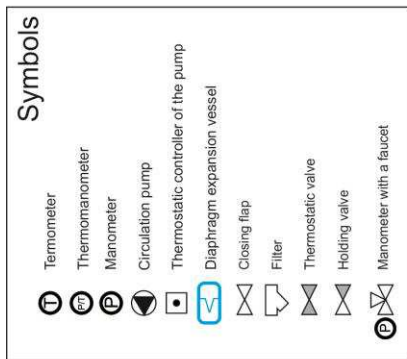 Symbols
T Termometer
P/T Thermomanometer
P Manometer
Circulation pump
Thermostatic controller of the pump
Diaphragm expansion vessel
Closing flap
Filter
Thermostatic valve
Holding valve
P Manometer with a faucet